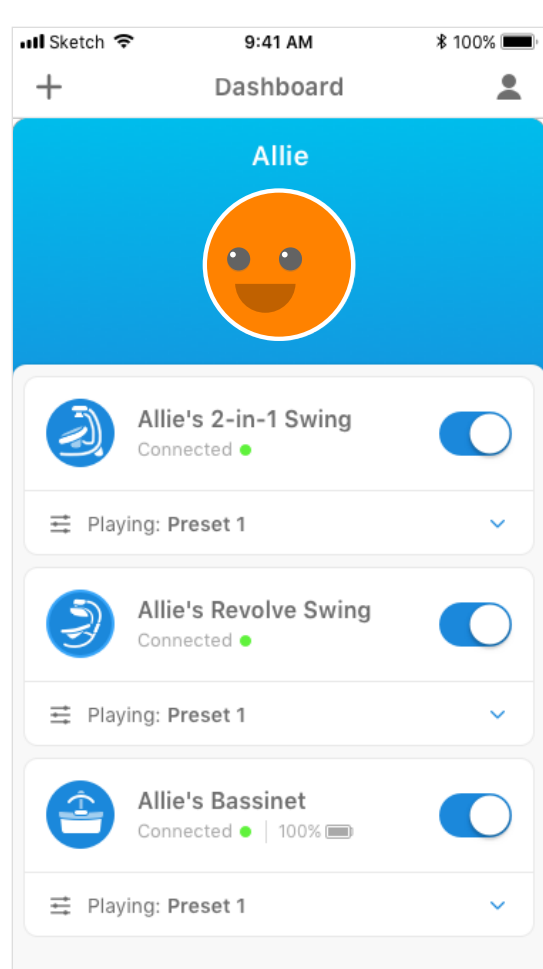 Sketch 9:41 AM 100%
Dashboard
Allie
Allie's 2-in-1 Swing
Connected
Playing: Preset 1
Allie's Revolve Swing
Connected
Playing: Preset 1
Allie's Bassinet
Connected 100%
Playing: Preset 1